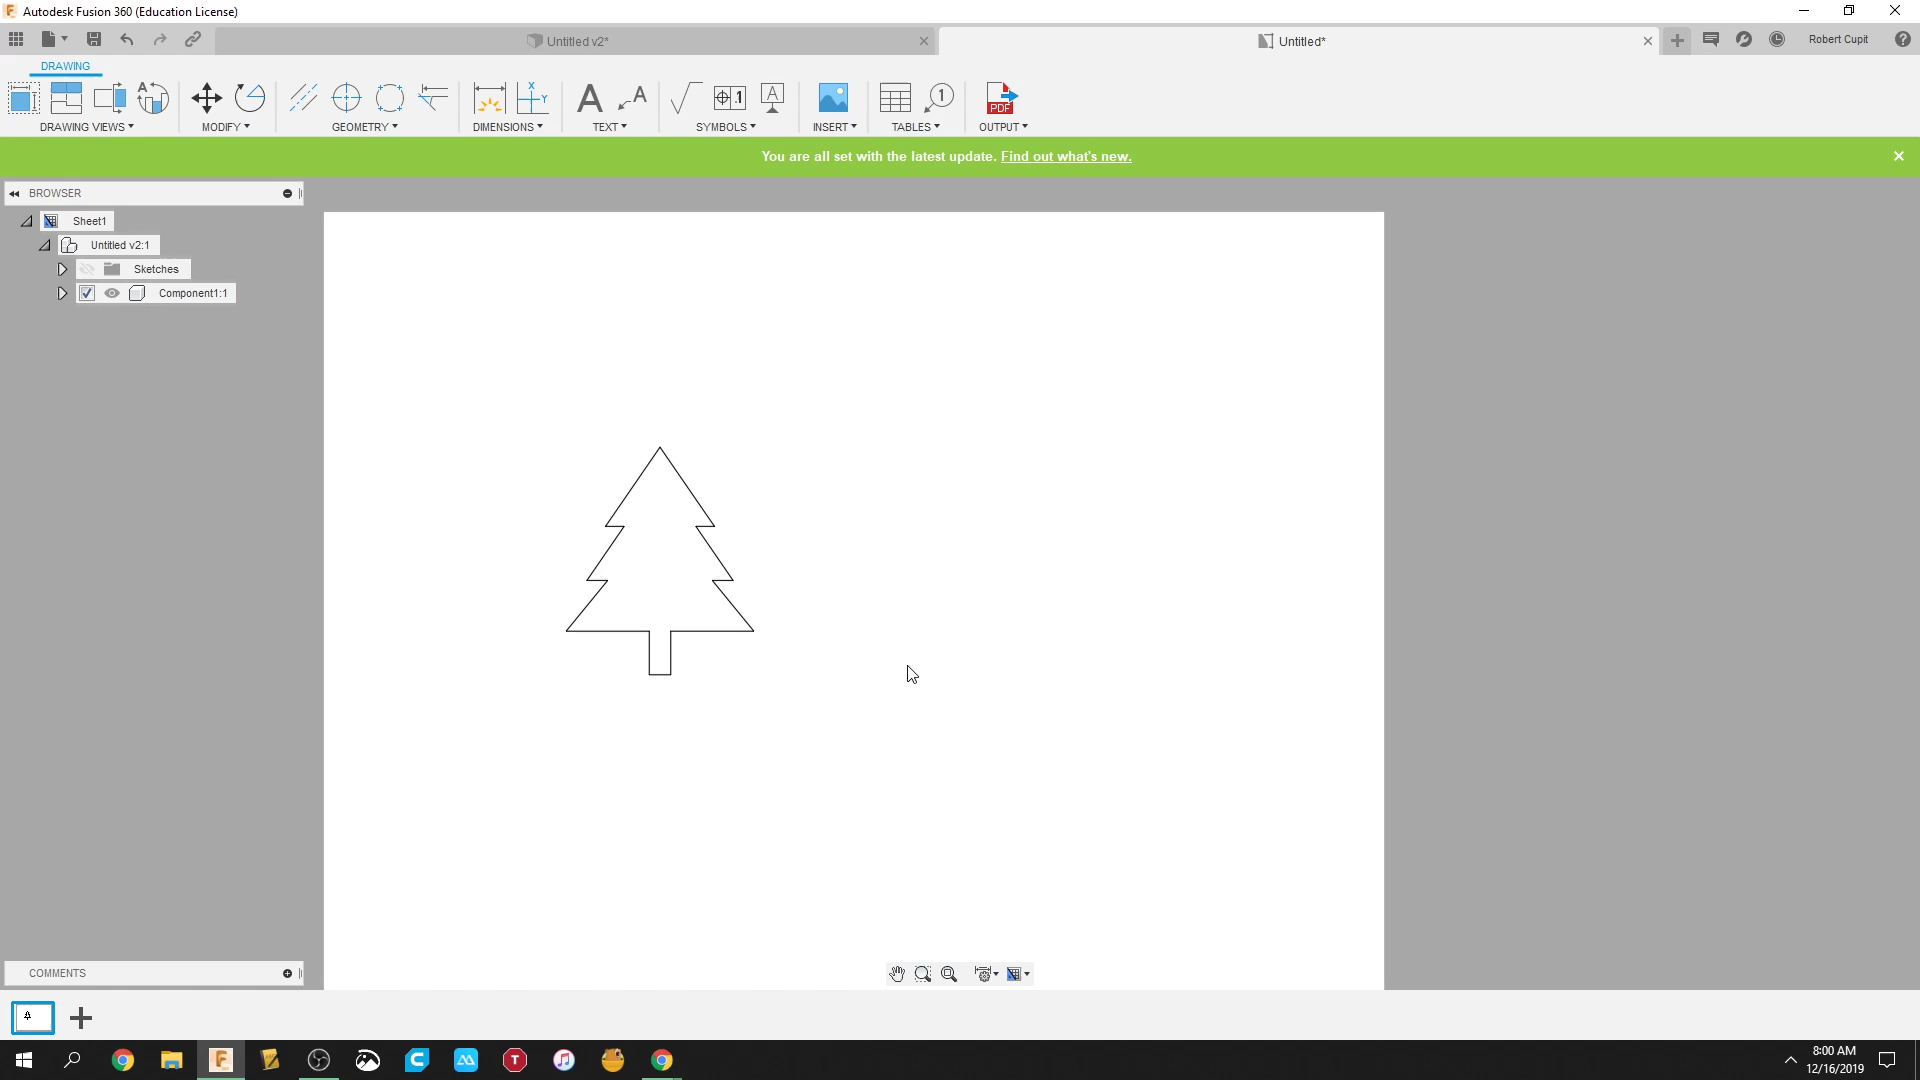 Autodesk Fusion 360 (Education License)
Untitled v2*
Untitled*
Robert Cupit
DRAWING
DRAWING VIEWS
MODIFY
GEOMETRY
DIMENSIONS
TEXT
SYMBOLS
INSERT
TABLES
OUTPUT
You are all set with the latest update. Find out what's new.
BROWSER
Sheet1
Untitled v2:1
Sketches
Component1:1
COMMENTS
8:00 AM
12/16/2019